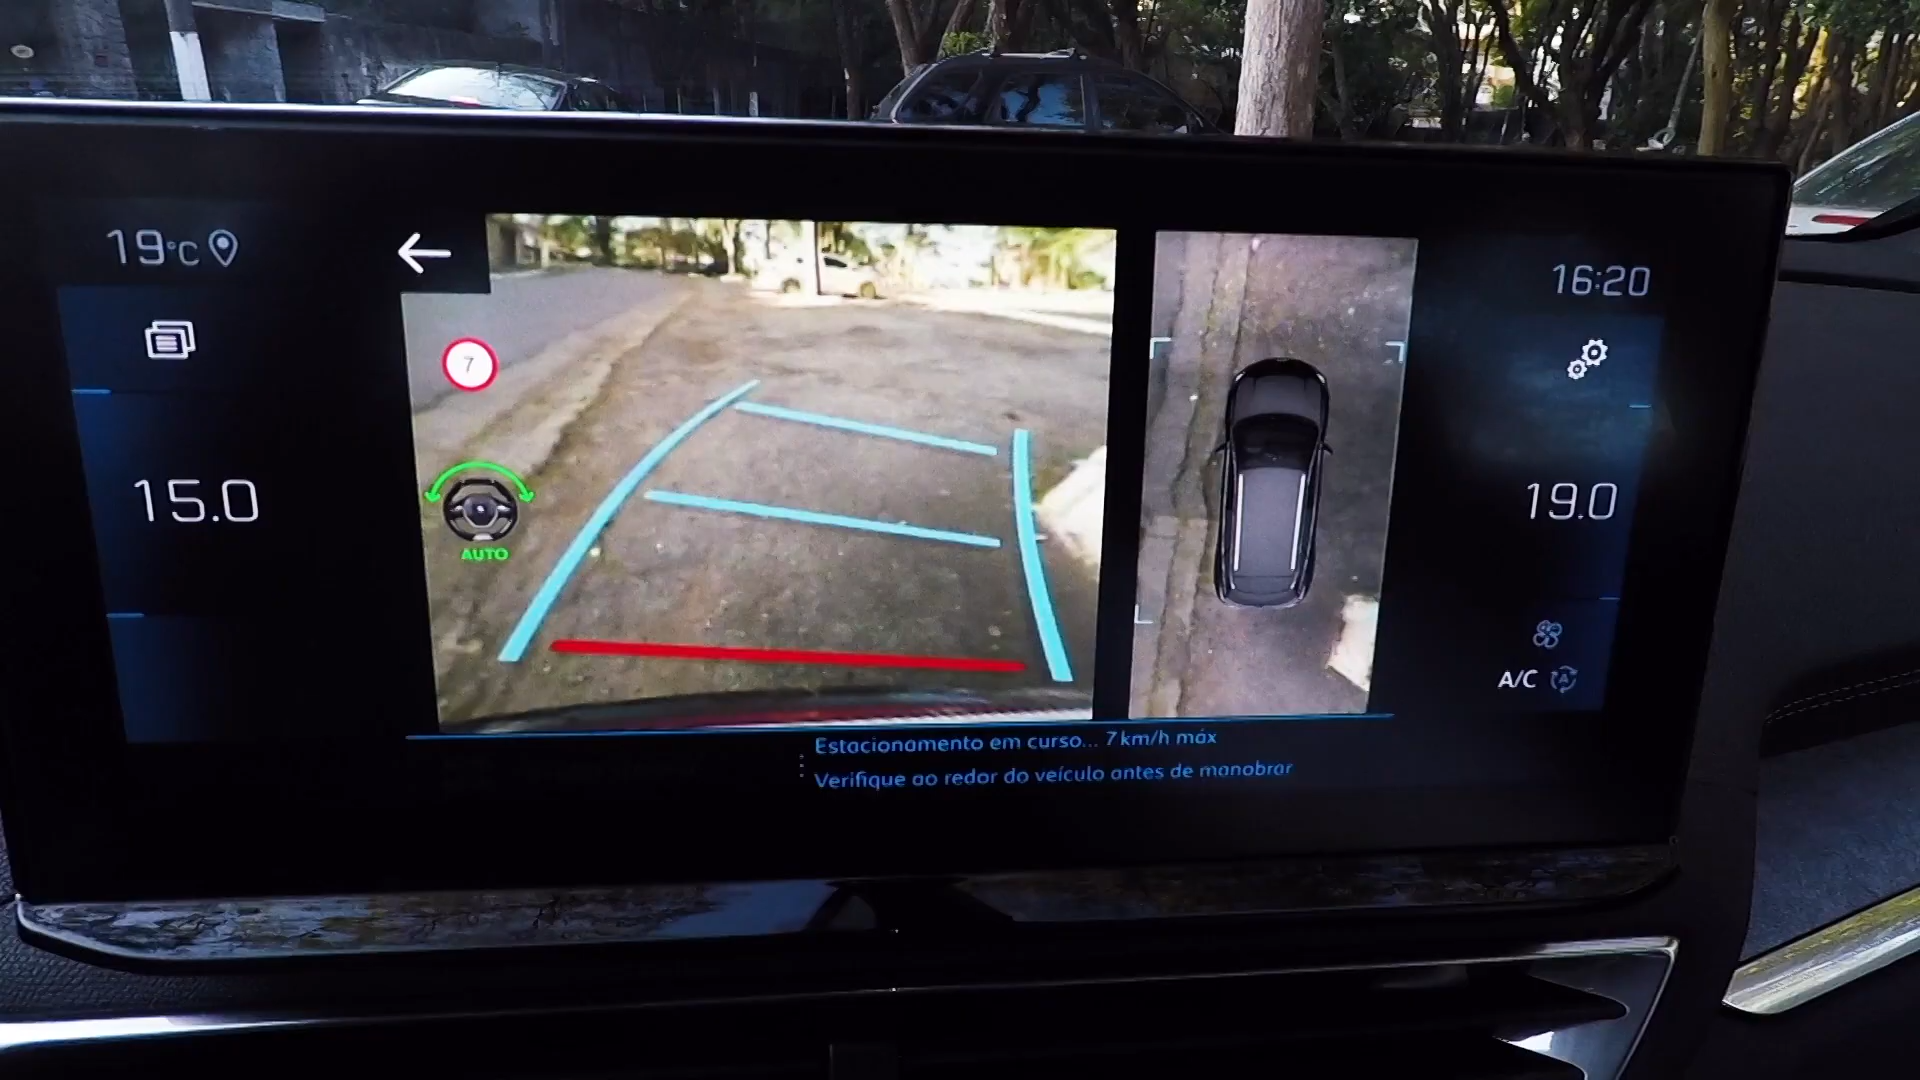 19°C
16:20
7
15.0
19.0
AUTO
A/C A
Estacionamento em curso... 7 km/h máx
Verifique ao redor do veículo antes de manobrar